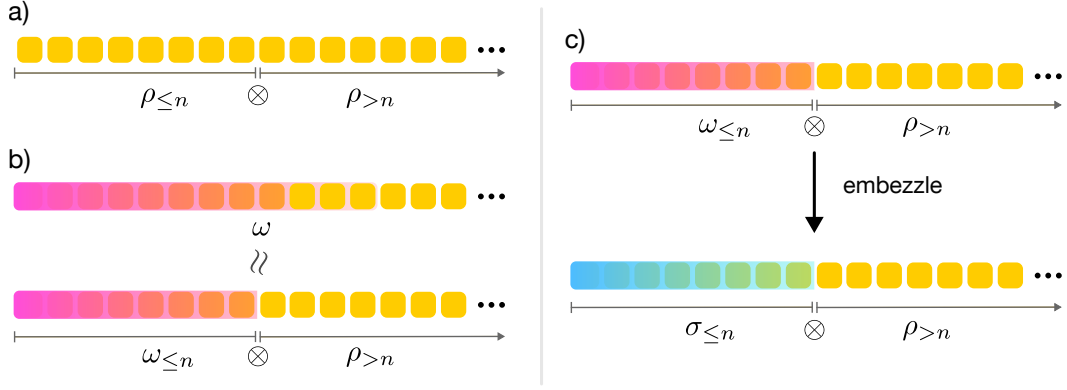 a)
•••
ρ≤n ⊗ ρ>n
b)
•••
ω
≈
•••
ω≤n ⊗ ρ>n
c)
•••
ω≤n ⊗ ρ>n
embezzle
•••
σ≤n ⊗ ρ>n